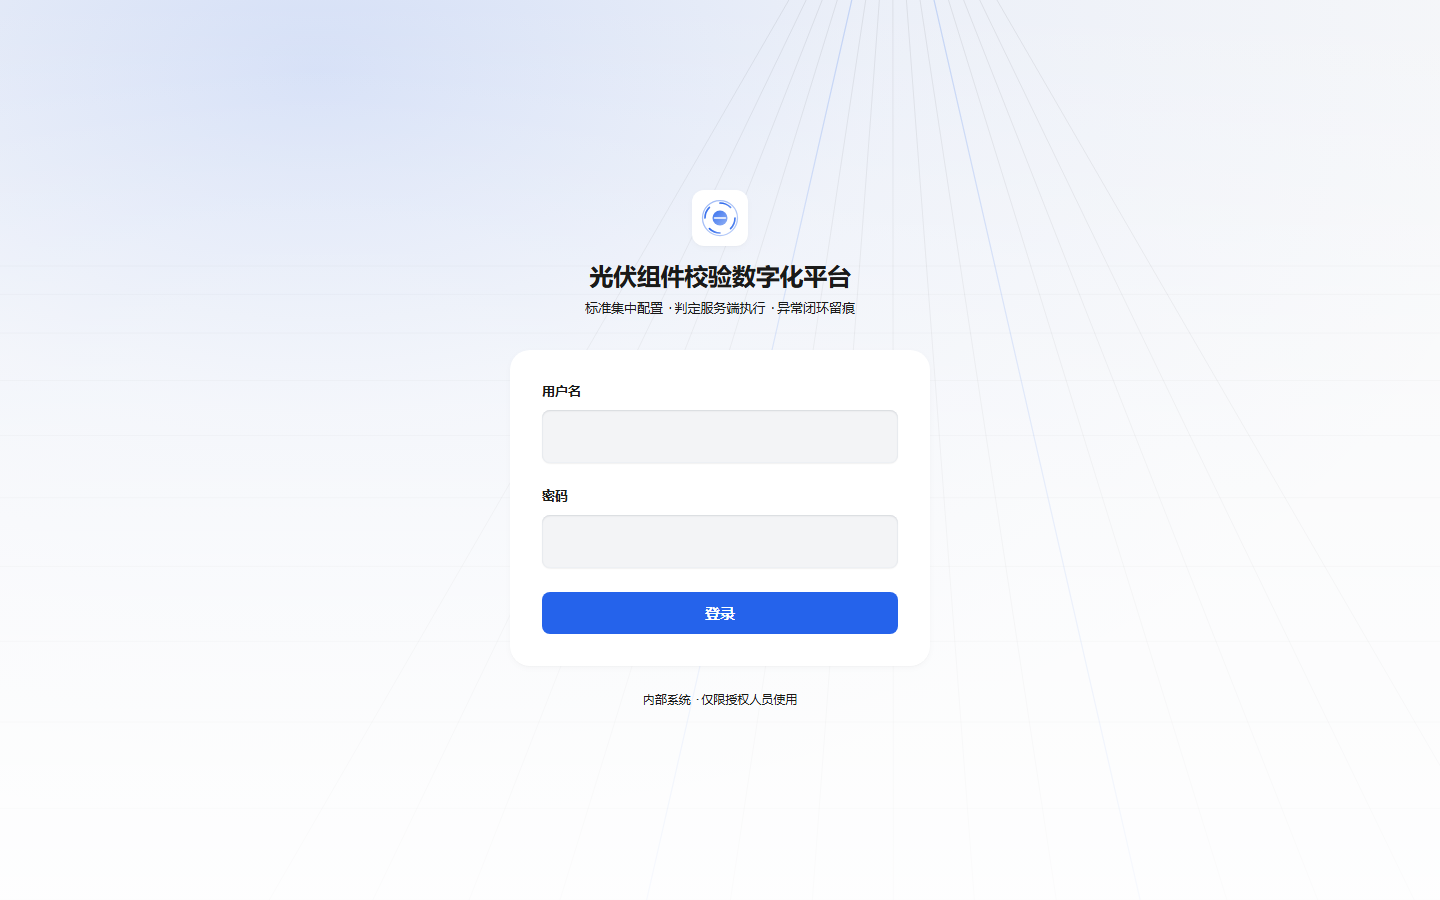 光伏组件校验数字化平台
标准集中配置 · 判定服务端执行 · 异常闭环留痕
用户名
密码
登录
内部系统 · 仅限授权人员使用